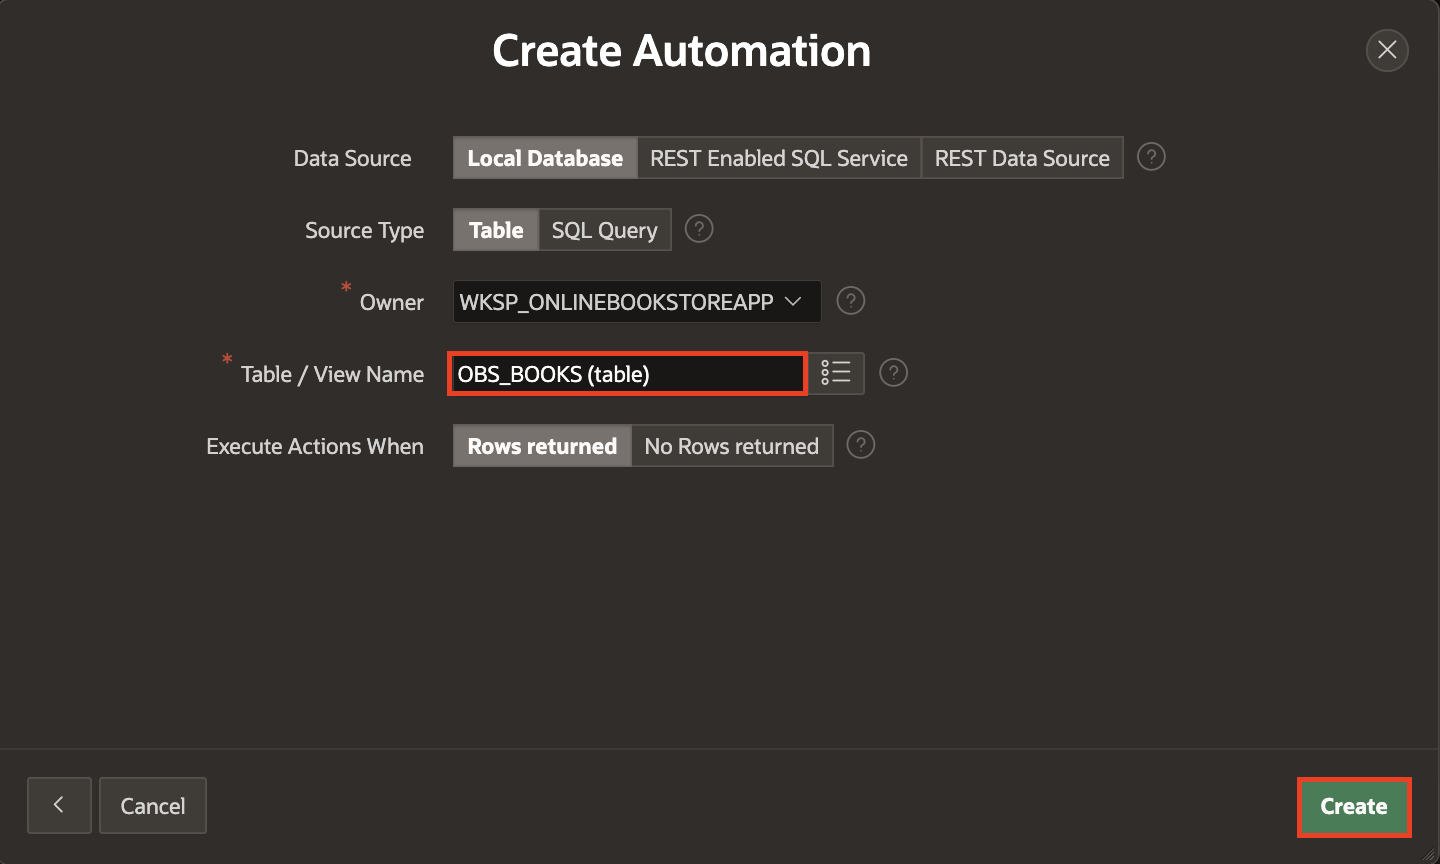 Create Automation
Data Source Local Database REST Enabled SQL Service REST Data Source ?
Source Type Table SQL Query ?
* Owner WKSP_ONLINEBOOKSTOREAPP ?
* Table / View Name OBS_BOOKS (table) ?
Execute Actions When Rows returned No Rows returned ?
Cancel Create